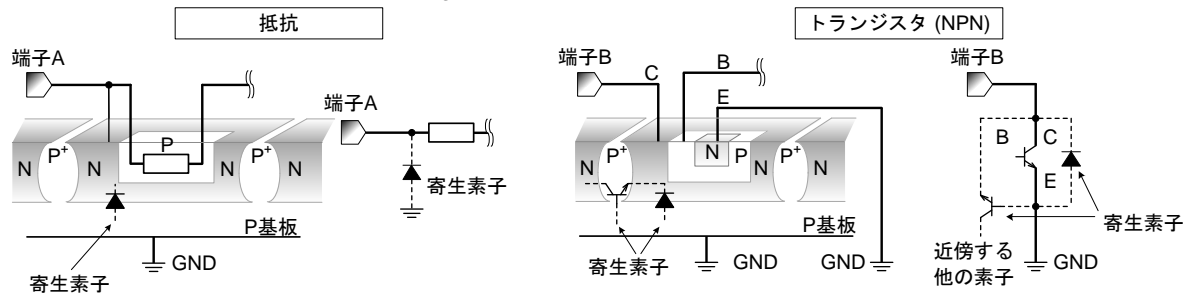 抵抗
トランジスタ (NPN)
端子A
端子A
N
P+
N
P
N
P+
N
寄生素子
P基板
GND
寄生素子
端子B
C
B
E
N
P+
N
N
P
N
P+
N
P基板
寄生素子
GND
GND
端子B
B
C
E
寄生素子
近傍する
他の素子
GND